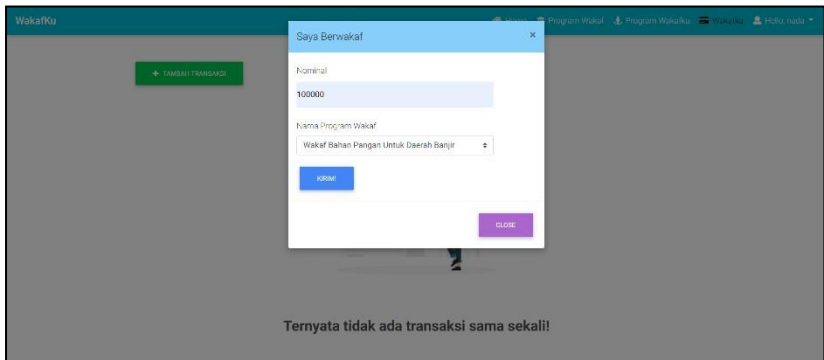 WakafKu
Home Program Wakaf Program Wakafku Wakafku Hello, nada
Saya Berwakaf ×
+ TAMBAH TRANSAKSI
Nominal
100000
Nama Program Wakaf
Wakaf Bahan Pangan Untuk Daerah Banjir
KIRIM!
CLOSE
Ternyata tidak ada transaksi sama sekali!